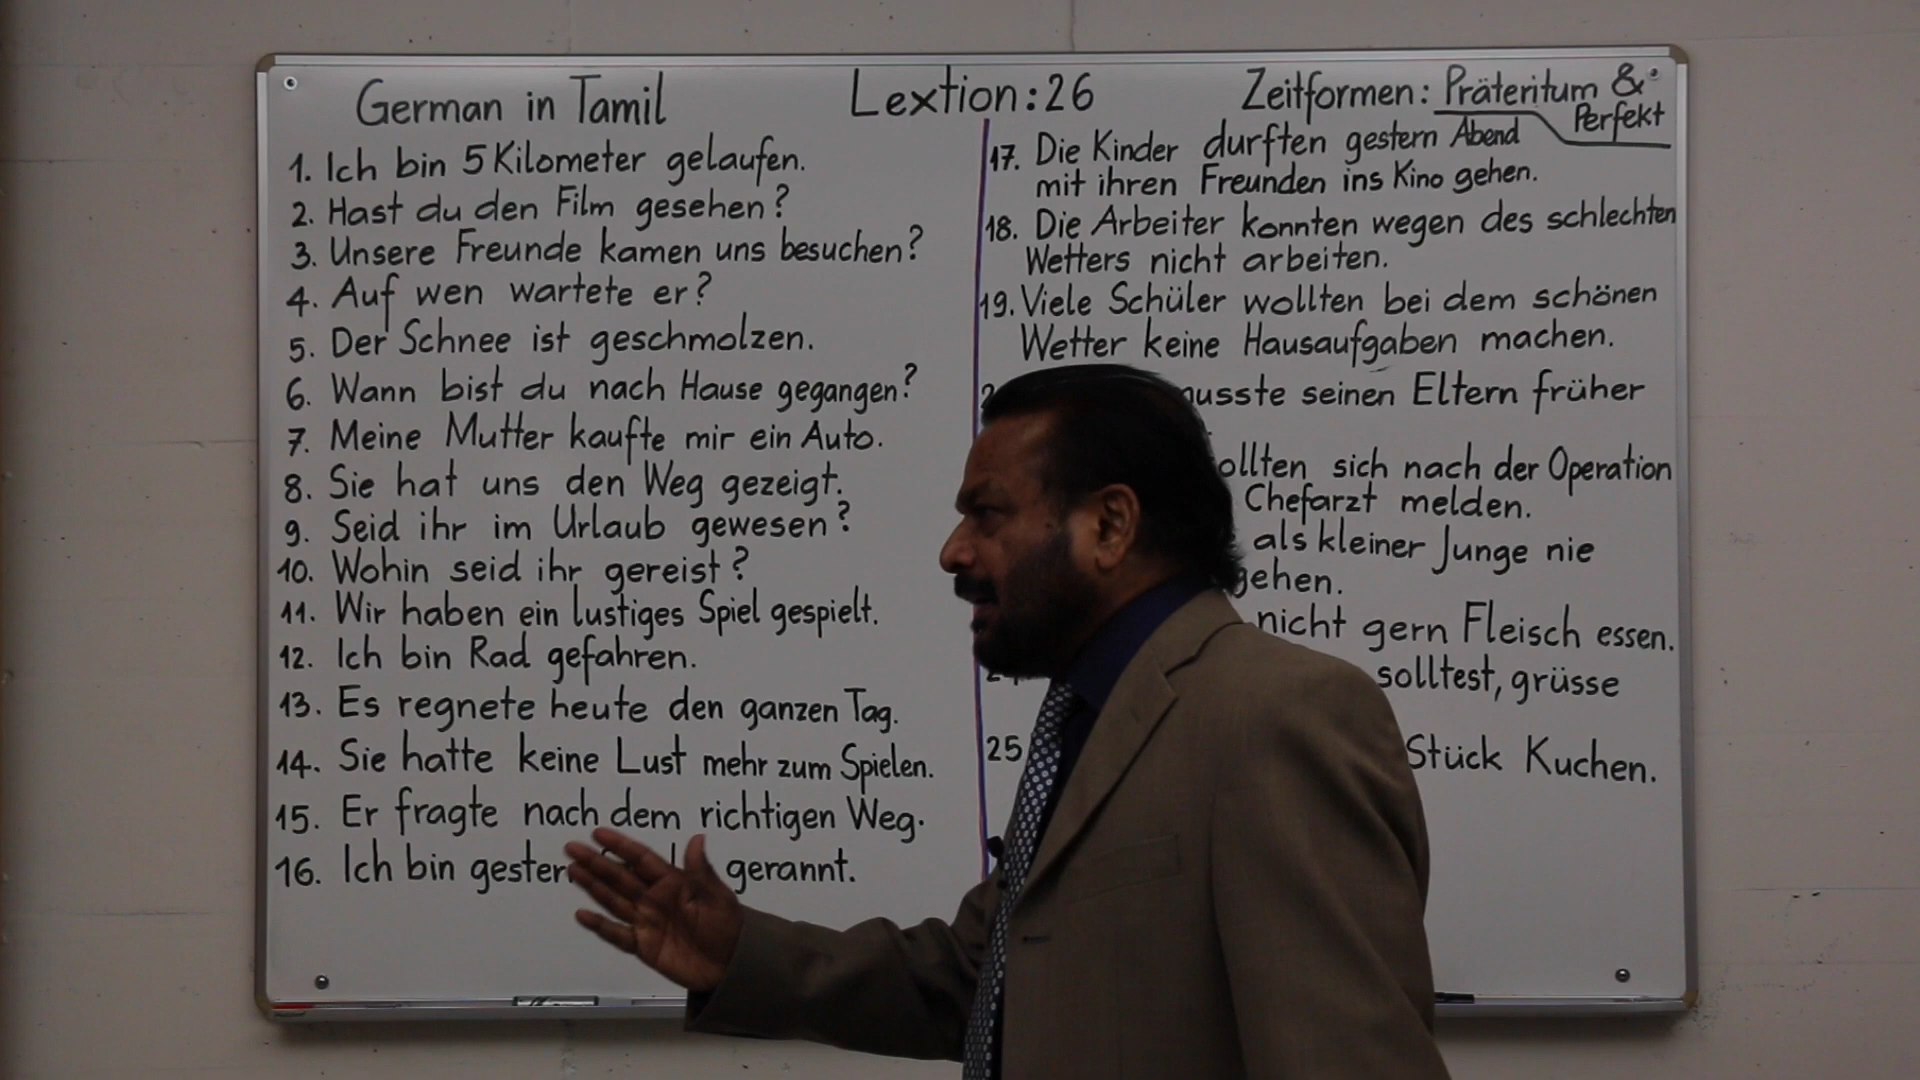 German in Tamil
Lextion:26
Zeitformen: Präteritum &
Perfekt
1. Ich bin 5 Kilometer gelaufen.
2. Hast du den Film gesehen?
3. Unsere Freunde kamen uns besuchen?
4. Auf wen wartete er?
5. Der Schnee ist geschmolzen.
6. Wann bist du nach Hause gegangen?
7. Meine Mutter kaufte mir ein Auto.
8. Sie hat uns den Weg gezeigt.
9. Seid ihr im Urlaub gewesen?
10. Wohin seid ihr gereist?
11. Wir haben ein lustiges Spiel gespielt.
12. Ich bin Rad gefahren.
13. Es regnete heute den ganzen Tag.
14. Sie hatte keine Lust mehr zum Spielen.
15. Er fragte nach dem richtigen Weg.
16. Ich bin gerannt.
17. Die Kinder durften gestern Abend
mit ihren Freunden ins Kino gehen.
18. Die Arbeiter konnten wegen des schlechten
Wetters nicht arbeiten.
19. Viele Schüler wollten bei dem schönen
Wetter keine Hausaufgaben machen.
seinen Eltern früher
sich nach der Operation
Chefarzt melden.
als kleiner Junge nie
gehen.
nicht gern Fleisch essen.
solltest, grüsse
25
Stück Kuchen.